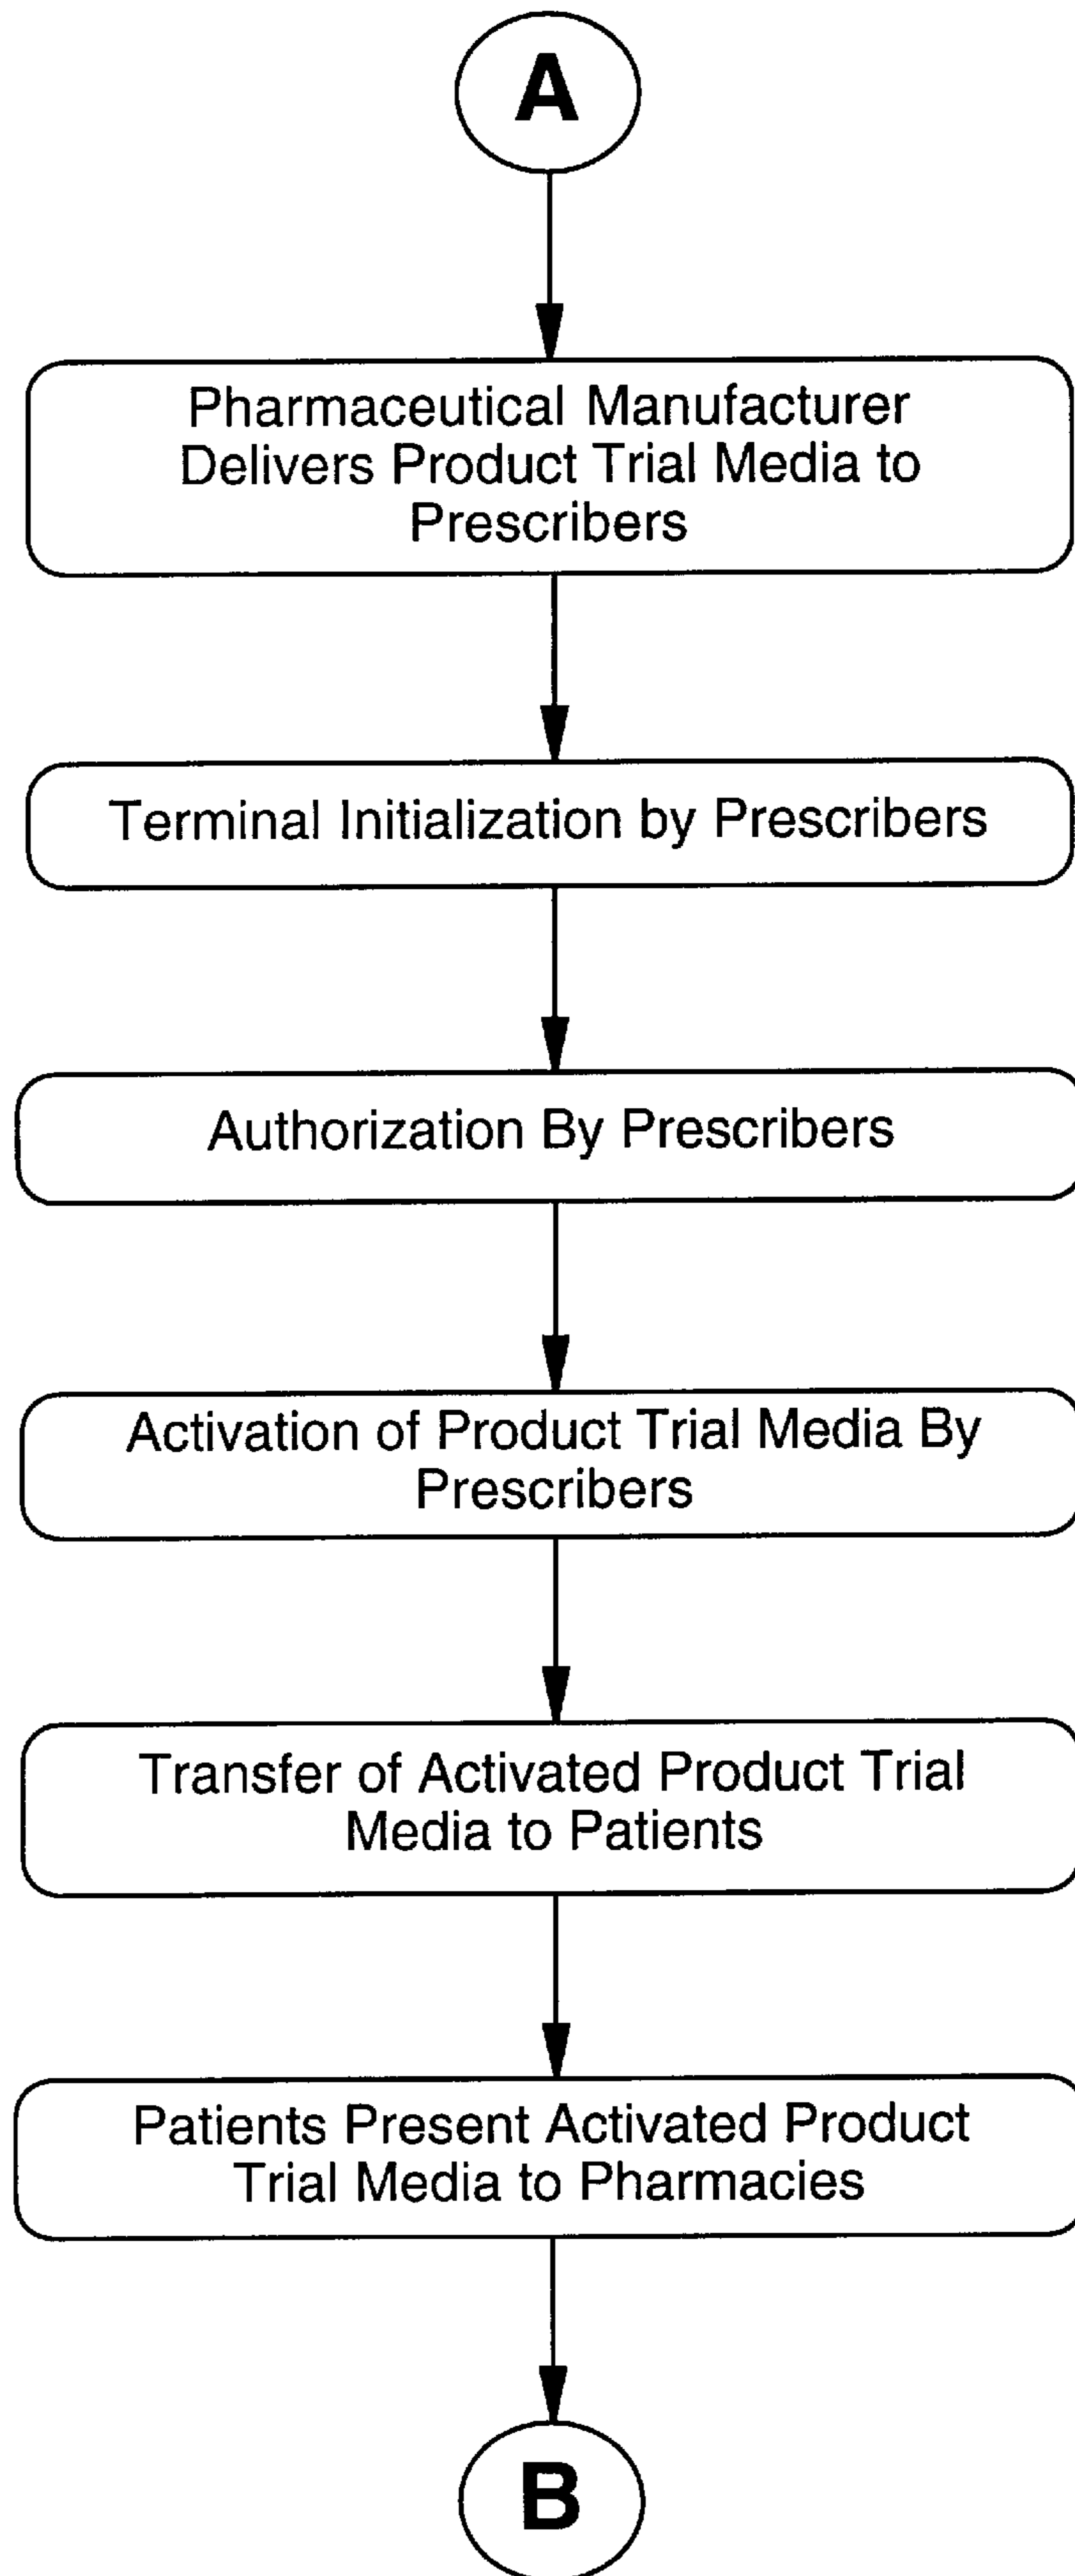 A
Pharmaceutical Manufacturer
Delivers Product Trial Media to
Prescribers
Terminal Initialization by Prescribers
Authorization By Prescribers
Activation of Product Trial Media By
Prescribers
Transfer of Activated Product Trial
Media to Patients
Patients Present Activated Product
Trial Media to Pharmacies
B